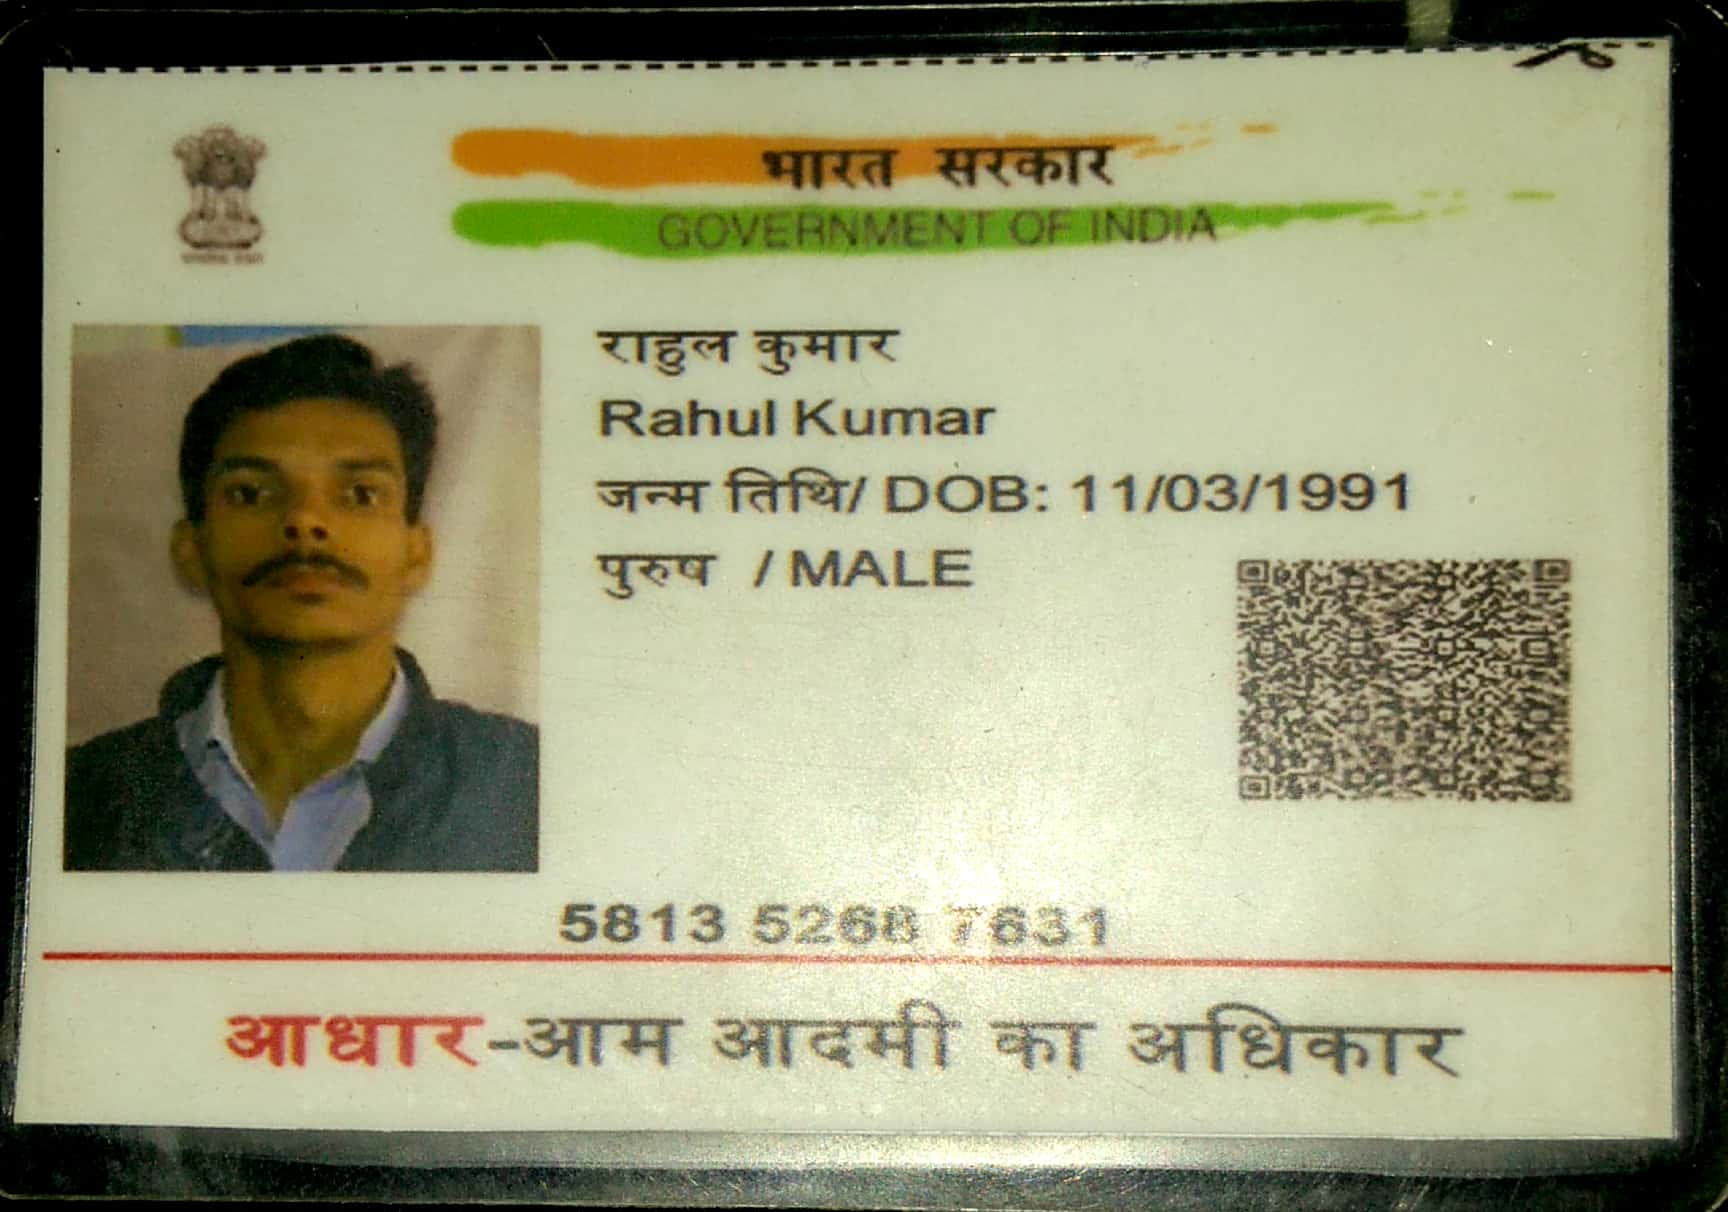 भारत सरकार
GOVERNMENT OF INDIA
राहुल कुमार
Rahul Kumar
जन्म तिथि/ DOB: 11/03/1991
पुरुष / MALE
5813 5268 7631
आधार-आम आदमी का अधिकार